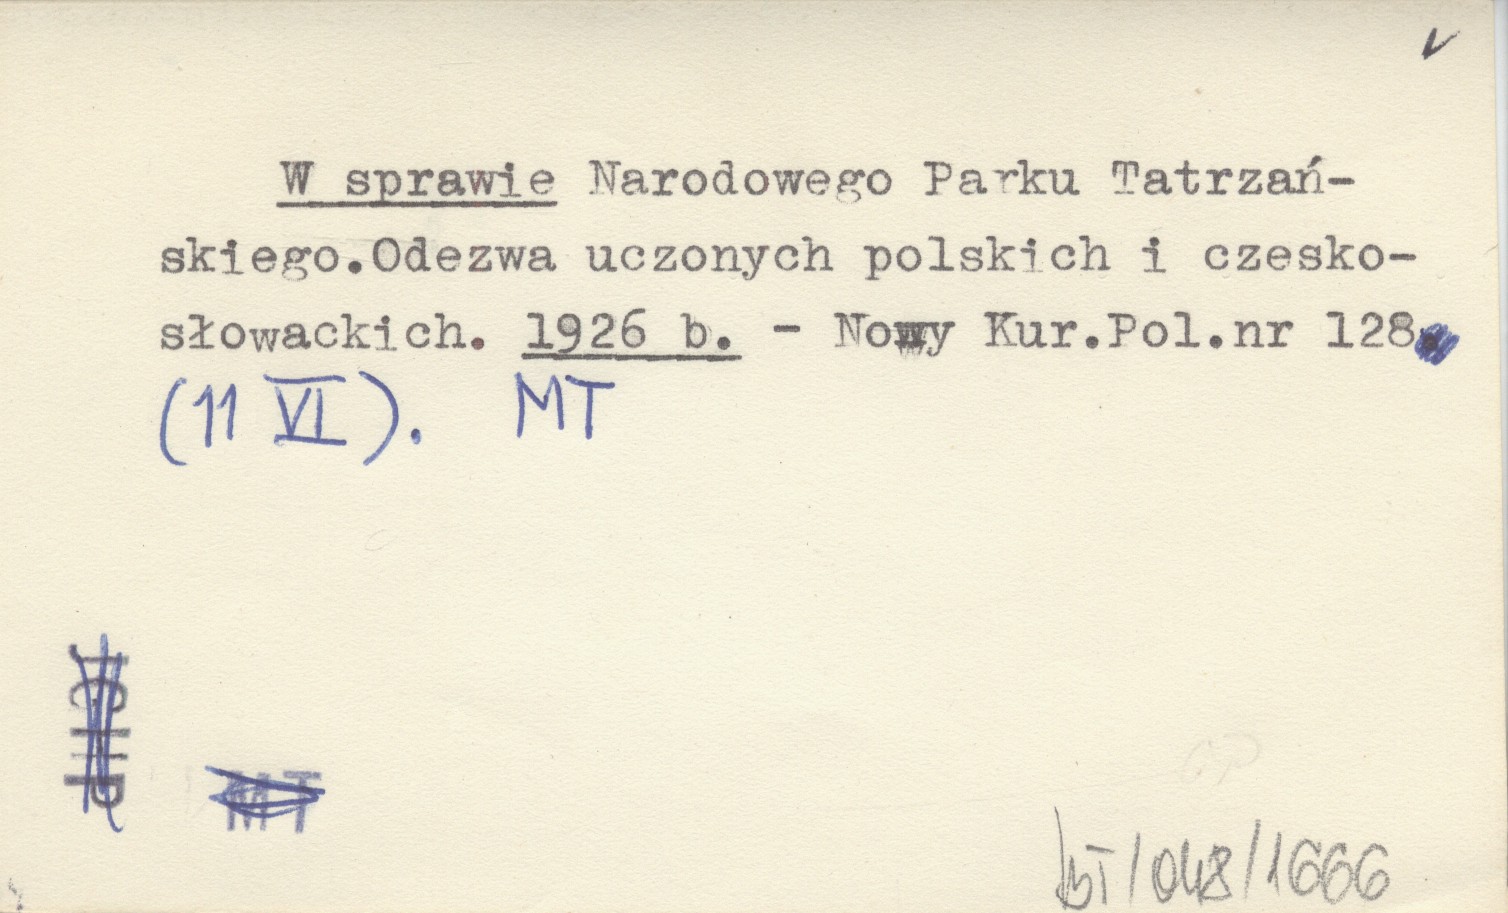 W sprawie Narodowego Parku Tatrzań-
skiego.Odezwa uczonych polskich i czesko-
słowackich. 1926 b. - Nowy Kur.Pol.nr 128
(11 VI). MT
MT
/048/1666